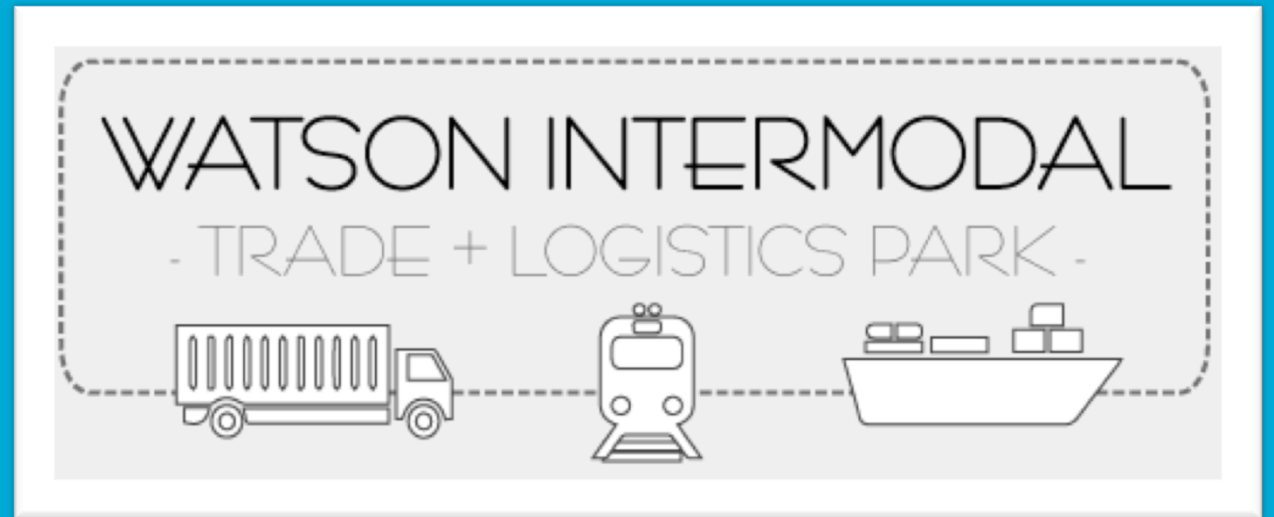 WATSON INTERMODAL
- TRADE + LOGISTICS PARK -